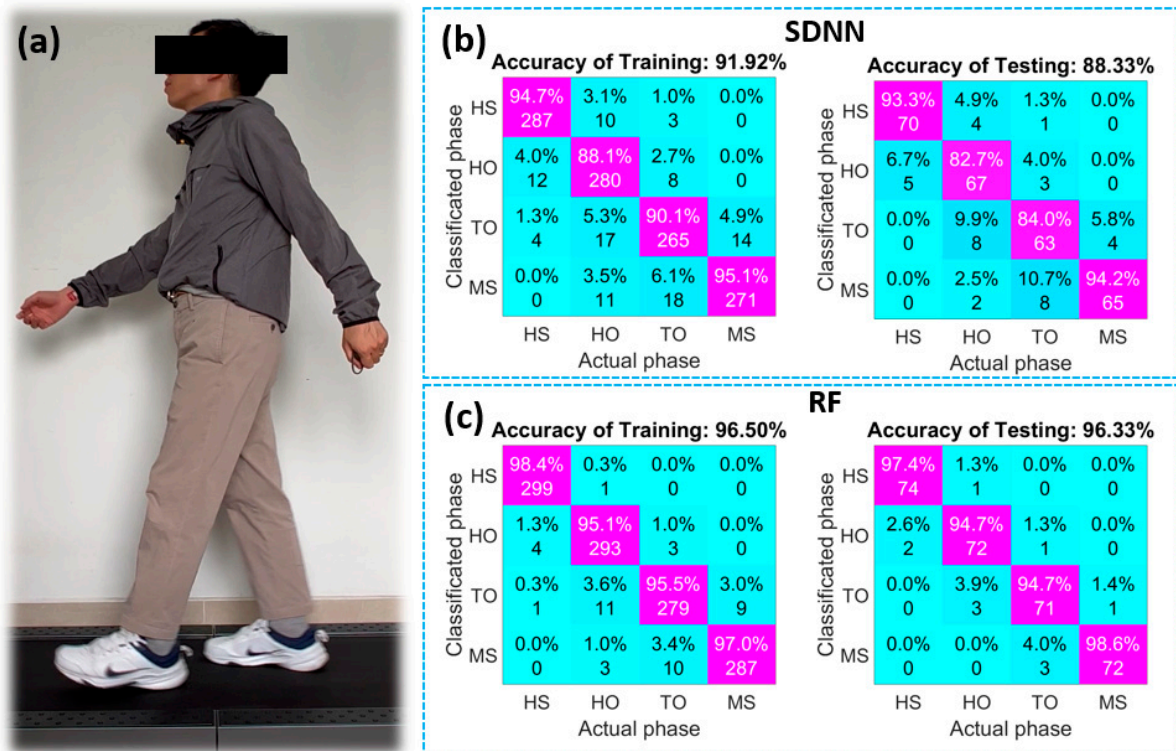 (a)
(b)
SDNN
Accuracy of Training: 91.92%
Classificated phase
HS
94.7% 3.1% 1.0% 0.0%
287 10 3 0
HO
4.0% 88.1% 2.7% 0.0%
12 280 8 0
TO
1.3% 5.3% 90.1% 4.9%
4 17 265 14
MS
0.0% 3.5% 6.1% 95.1%
0 11 18 271
HS HO TO MS
Actual phase
Accuracy of Testing: 88.33%
Classificated phase
HS
93.3% 4.9% 1.3% 0.0%
70 4 1 0
HO
6.7% 82.7% 4.0% 0.0%
5 67 3 0
TO
0.0% 9.9% 84.0% 5.8%
0 8 63 4
MS
0.0% 2.5% 10.7% 94.2%
0 2 8 65
HS HO TO MS
Actual phase
(c)
RF
Accuracy of Training: 96.50%
Classificated phase
HS
98.4% 0.3% 0.0% 0.0%
299 1 0 0
HO
1.3% 95.1% 1.0% 0.0%
4 293 3 0
TO
0.3% 3.6% 95.5% 3.0%
1 11 279 9
MS
0.0% 1.0% 3.4% 97.0%
0 3 10 287
HS HO TO MS
Actual phase
Accuracy of Testing: 96.33%
Classificated phase
HS
97.4% 1.3% 0.0% 0.0%
74 1 0 0
HO
2.6% 94.7% 1.3% 0.0%
2 72 1 0
TO
0.0% 3.9% 94.7% 1.4%
0 3 71 1
MS
0.0% 0.0% 4.0% 98.6%
0 0 3 72
HS HO TO MS
Actual phase